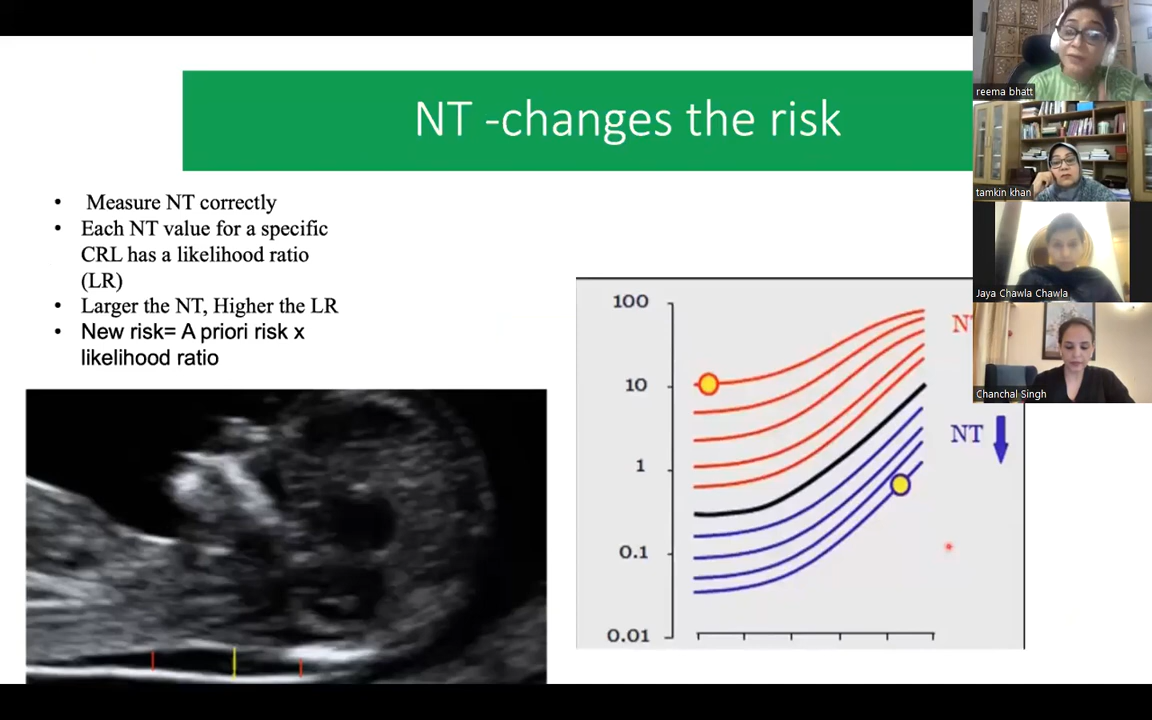 NT -changes the risk
• Measure NT correctly
• Each NT value for a specific
CRL has a likelihood ratio
(LR)
• Larger the NT, Higher the LR
• New risk= A priori risk x
likelihood ratio
100
10
1
0.1
0.01
NT
reema bhatt
tamkin khan
Jaya Chawla Chawla
Chanchal Singh